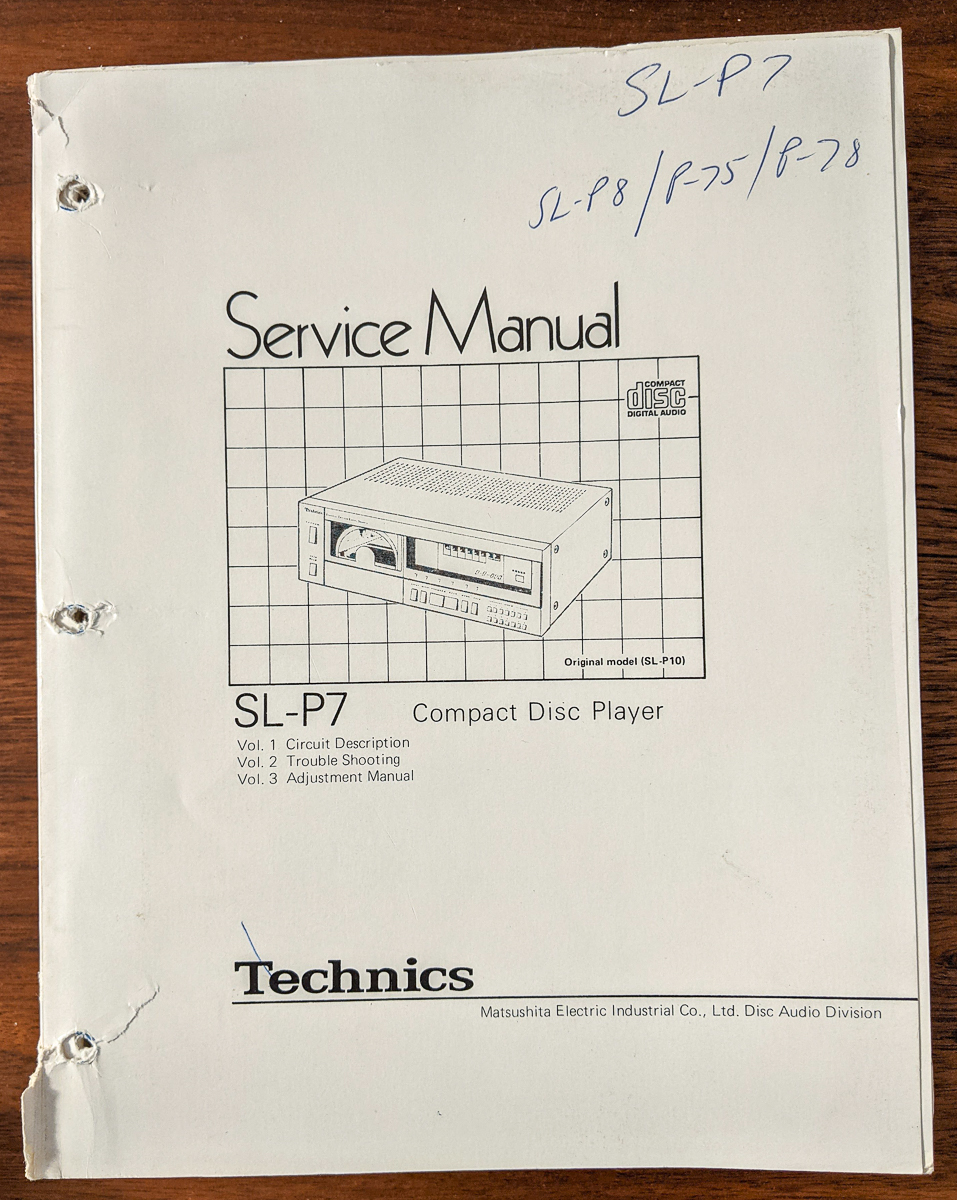 SL-P7
SL-P8/P-75/P-78
Service Manual
COMPACT
disc
DIGITAL AUDIO
Technics
Original model (SL-P10)
SL-P7 Compact Disc Player
Vol. 1 Circuit Description
Vol. 2 Trouble Shooting
Vol. 3 Adjustment Manual
Technics
Matsushita Electric Industrial Co., Ltd. Disc Audio Division